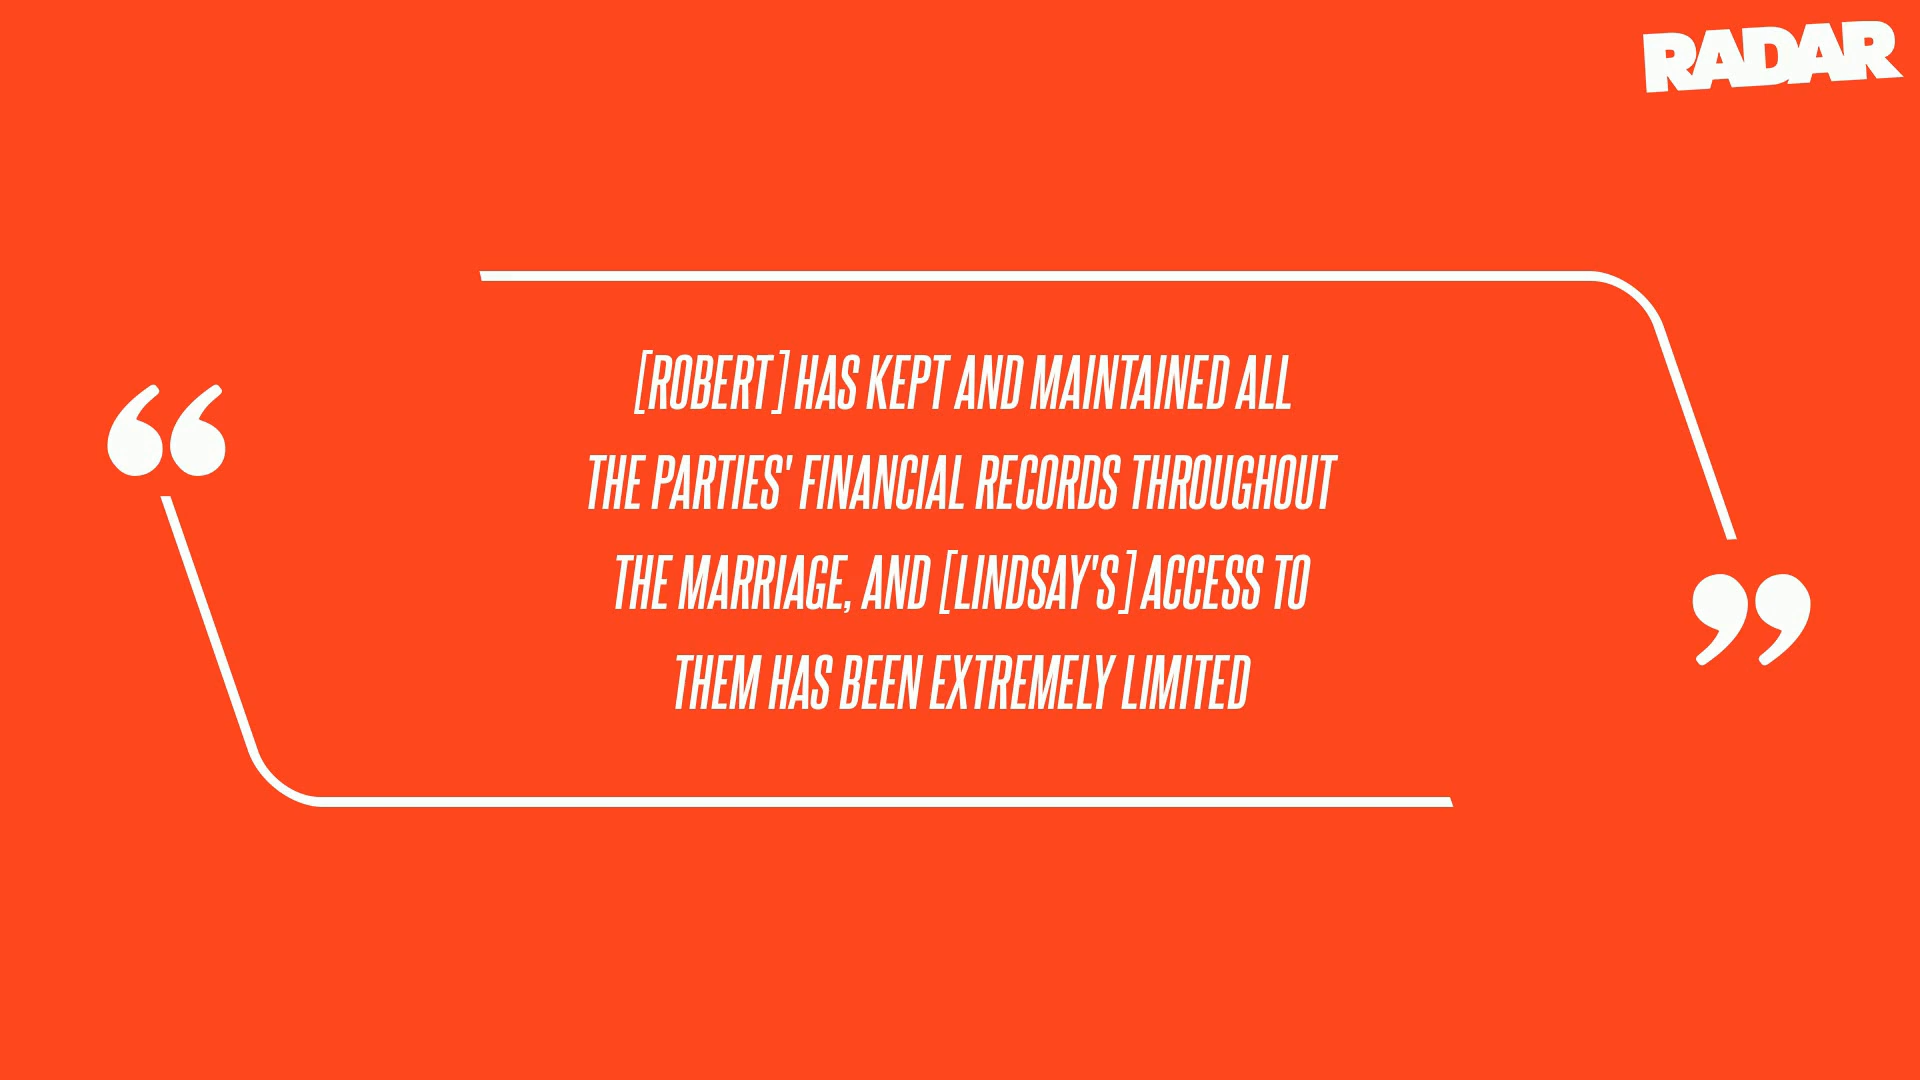 RADAR
[ROBERT] HAS KEPT AND MAINTAINED ALL
THE PARTIES' FINANCIAL RECORDS THROUGHOUT
THE MARRIAGE, AND [LINDSAY'S] ACCESS TO
THEM HAS BEEN EXTREMELY LIMITED